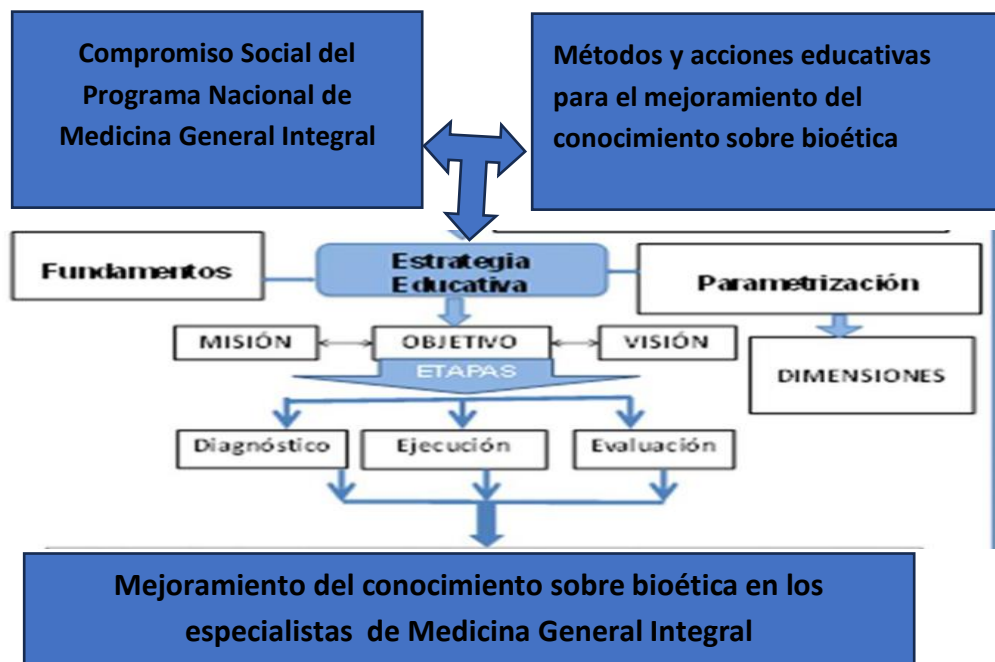 Compromiso Social del
Programa Nacional de
Medicina General Integral
Métodos y acciones educativas
para el mejoramiento del
conocimiento sobre bioética
Fundamentos
Estrategia
Educativa
Parametrización
MISIÓN
OBJETIVO
VISIÓN
ETAPAS
DIMENSIONES
Diagnóstico
Ejecución
Evaluación
Mejoramiento del conocimiento sobre bioética en los
especialistas de Medicina General Integral